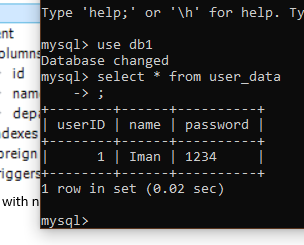 Type 'help;' or '\h' for help. Ty
mysql> use db1
Database changed
mysql> select * from user_data
    -> ;
+--------+------+----------+
| userID | name | password |
+--------+------+----------+
|      1 | Iman | 1234     |
+--------+------+----------+
1 row in set (0.02 sec)
mysql>
ent
olumns
id
nam
depa
ndexes
oreign
riggers
with n